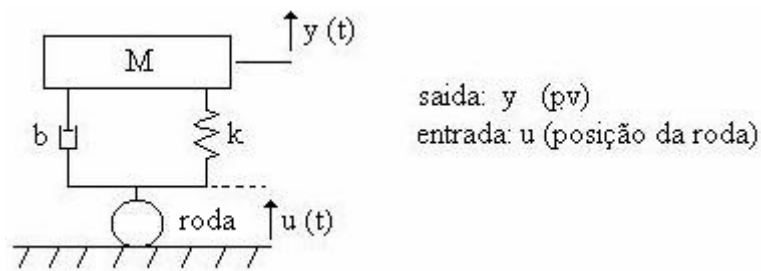 y (t)
M
saida: y (pv)
b
k
entrada: u (posição da roda)
roda
u (t)